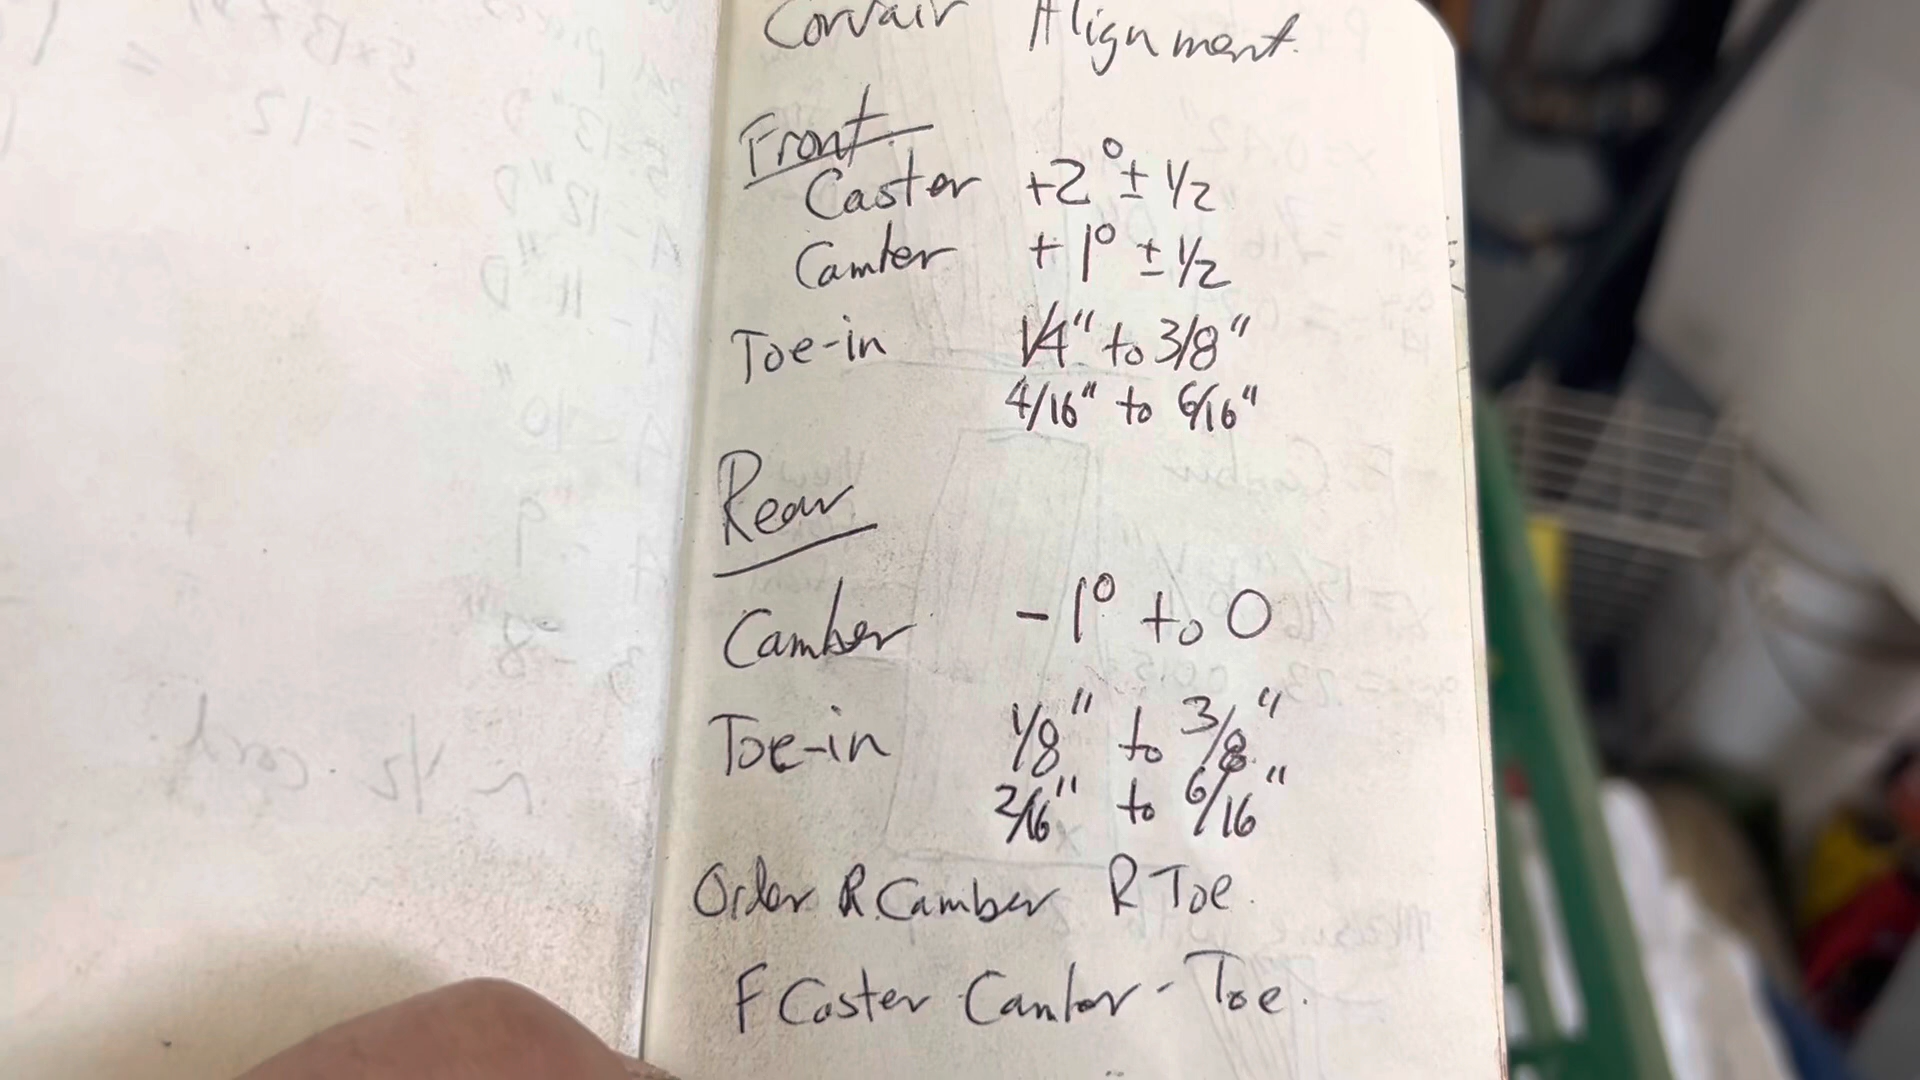 Corvair Alignment.
Front
Caster +2° ± 1/2
Camber +1° ± 1/2
Toe-in 1/4" to 3/8"
4/16" to 6/16"
Rear
Camber -1° to 0
Toe-in 1/8" to 3/8"
2/16" to 6/16"
Order R Camber R Toe.
F Caster Camber - Toe.